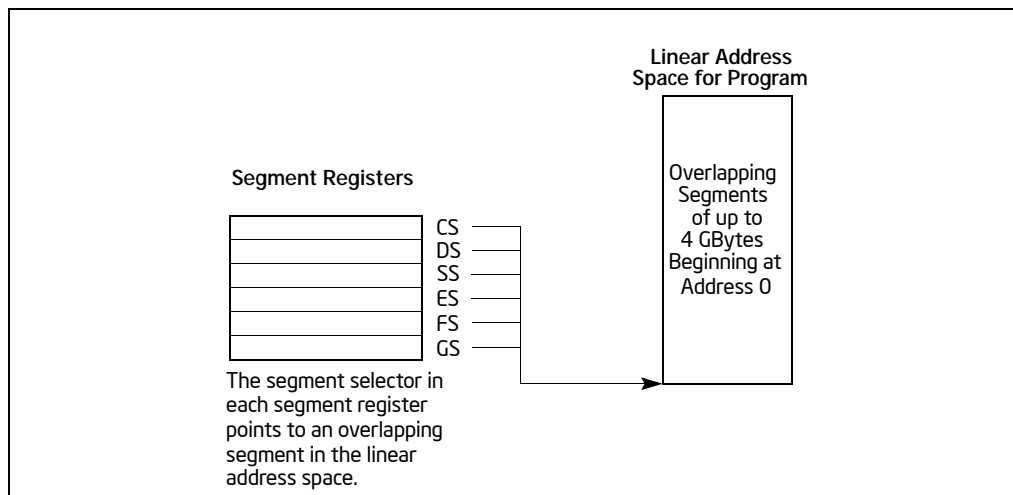 Linear Address
Space for Program
Overlapping
Segments
of up to
4 GBytes
Beginning at
Address 0
Segment Registers
CS
DS
SS
ES
FS
GS
The segment selector in
each segment register
points to an overlapping
segment in the linear
address space.